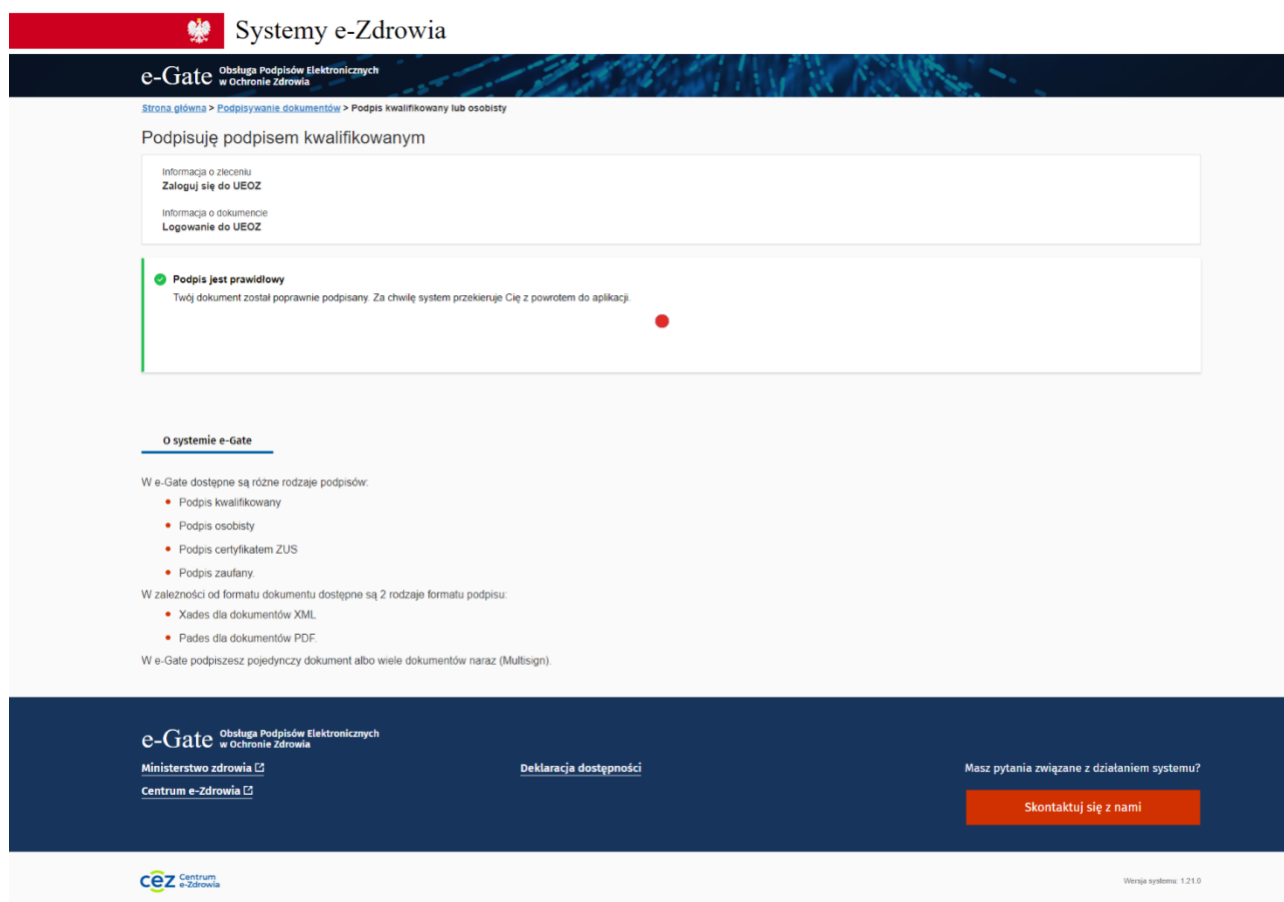 Systemy e-Zdrowia
e-Gate Obsługa Podpisów Elektronicznych
w Ochronie Zdrowia
Strona główna > Podpisywanie dokumentów > Podpis kwalifikowany lub osobisty
Podpisuję podpisem kwalifikowanym
Informacja o zleceniu
Zaloguj się do UEOZ
Informacja o dokumencie
Logowanie do UEOZ
Podpis jest prawidłowy
Twój dokument został poprawnie podpisany. Za chwilę system przekieruje Cię z powrotem do aplikacji.
O systemie e-Gate
W e-Gate dostępne są różne rodzaje podpisów:
Podpis kwalifikowany
Podpis osobisty
Podpis certyfikatem ZUS
Podpis zaufany.
W zależności od formatu dokumentu dostępne są 2 rodzaje formatu podpisu:
Xades dla dokumentów XML
Pades dla dokumentów PDF.
W e-Gate podpiszesz pojedynczy dokument albo wiele dokumentów naraz (Multisign).
e-Gate Obsługa Podpisów Elektronicznych
w Ochronie Zdrowia
Ministerstwo zdrowia
Centrum e-Zdrowia
Deklaracja dostępności
Masz pytania związane z działaniem systemu?
Skontaktuj się z nami
cez Centrum
e-Zdrowia
Wersja systemu: 1.21.0